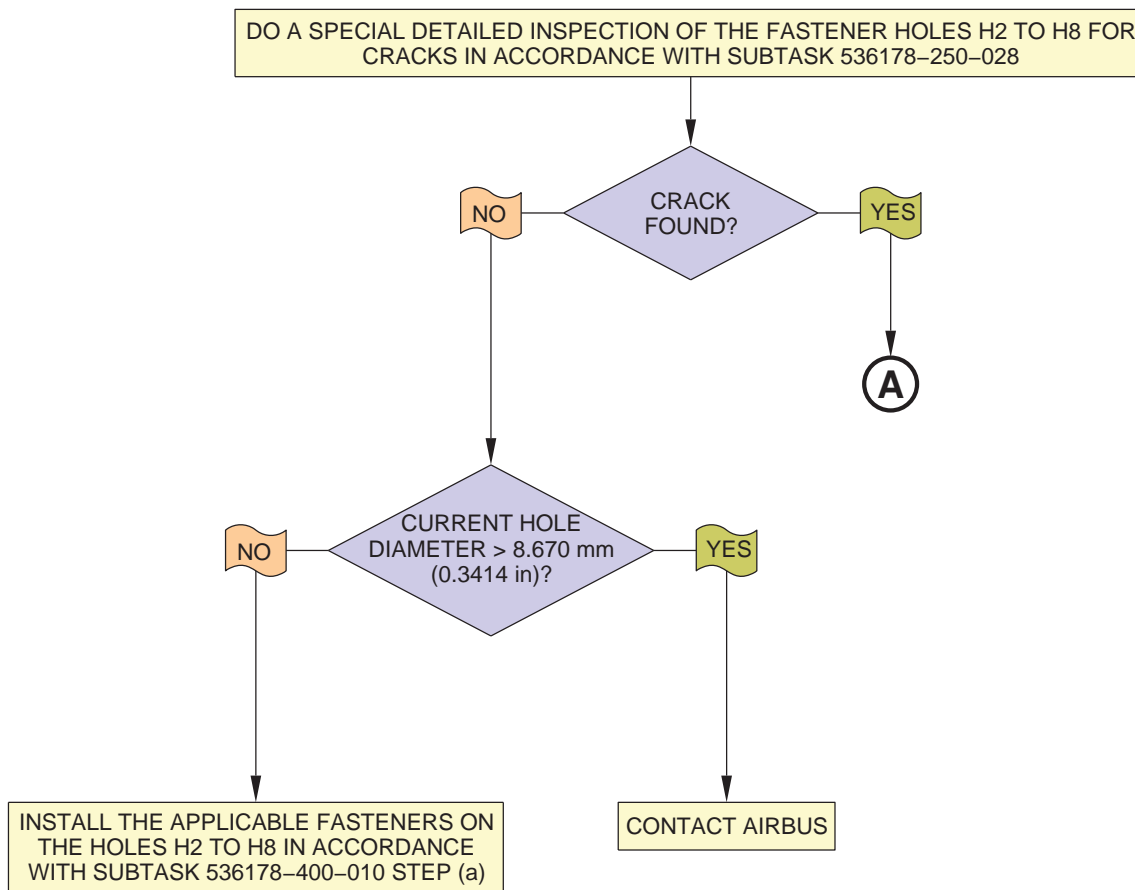 DO A SPECIAL DETAILED INSPECTION OF THE FASTENER HOLES H2 TO H8 FOR
CRACKS IN ACCORDANCE WITH SUBTASK 536178−250−028
CRACK
FOUND?
NO
YES
A
CURRENT HOLE
DIAMETER > 8.670 mm
(0.3414 in)?
NO
YES
INSTALL THE APPLICABLE FASTENERS ON
THE HOLES H2 TO H8 IN ACCORDANCE
WITH SUBTASK 536178−400−010 STEP (a)
CONTACT AIRBUS